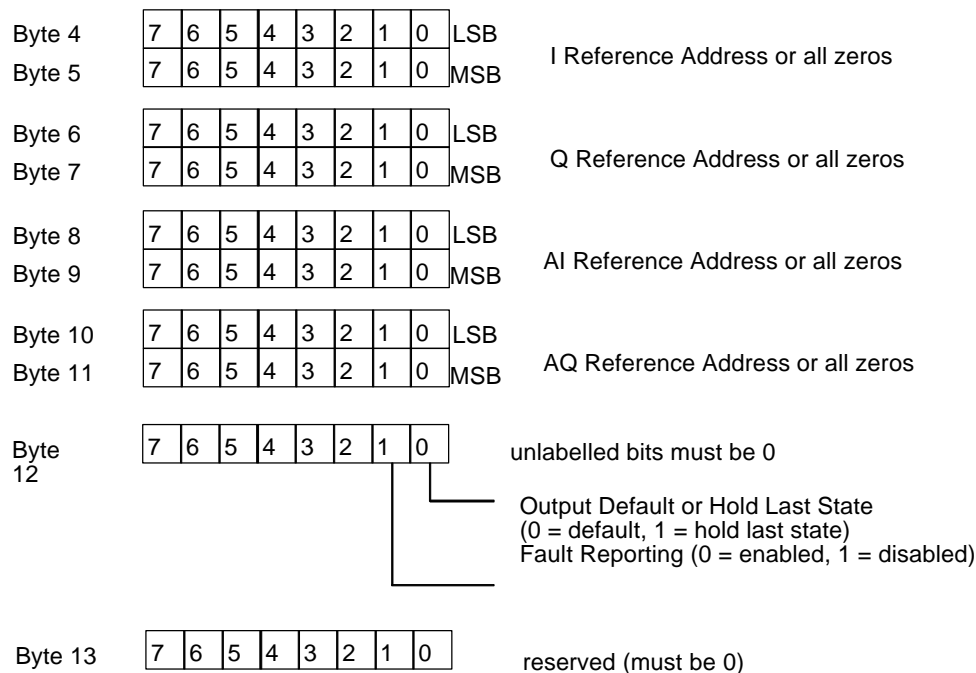 Byte 4 7 6 5 4 3 2 1 0 LSB
I Reference Address or all zeros
Byte 5 7 6 5 4 3 2 1 0 MSB
Byte 6 7 6 5 4 3 2 1 0 LSB
Q Reference Address or all zeros
Byte 7 7 6 5 4 3 2 1 0 MSB
Byte 8 7 6 5 4 3 2 1 0 LSB
AI Reference Address or all zeros
Byte 9 7 6 5 4 3 2 1 0 MSB
Byte 10 7 6 5 4 3 2 1 0 LSB
AQ Reference Address or all zeros
Byte 11 7 6 5 4 3 2 1 0 MSB
Byte 7 6 5 4 3 2 1 0 unlabelled bits must be 0
12
Output Default or Hold Last State
(0 = default, 1 = hold last state)
Fault Reporting (0 = enabled, 1 = disabled)
Byte 13 7 6 5 4 3 2 1 0 reserved (must be 0)